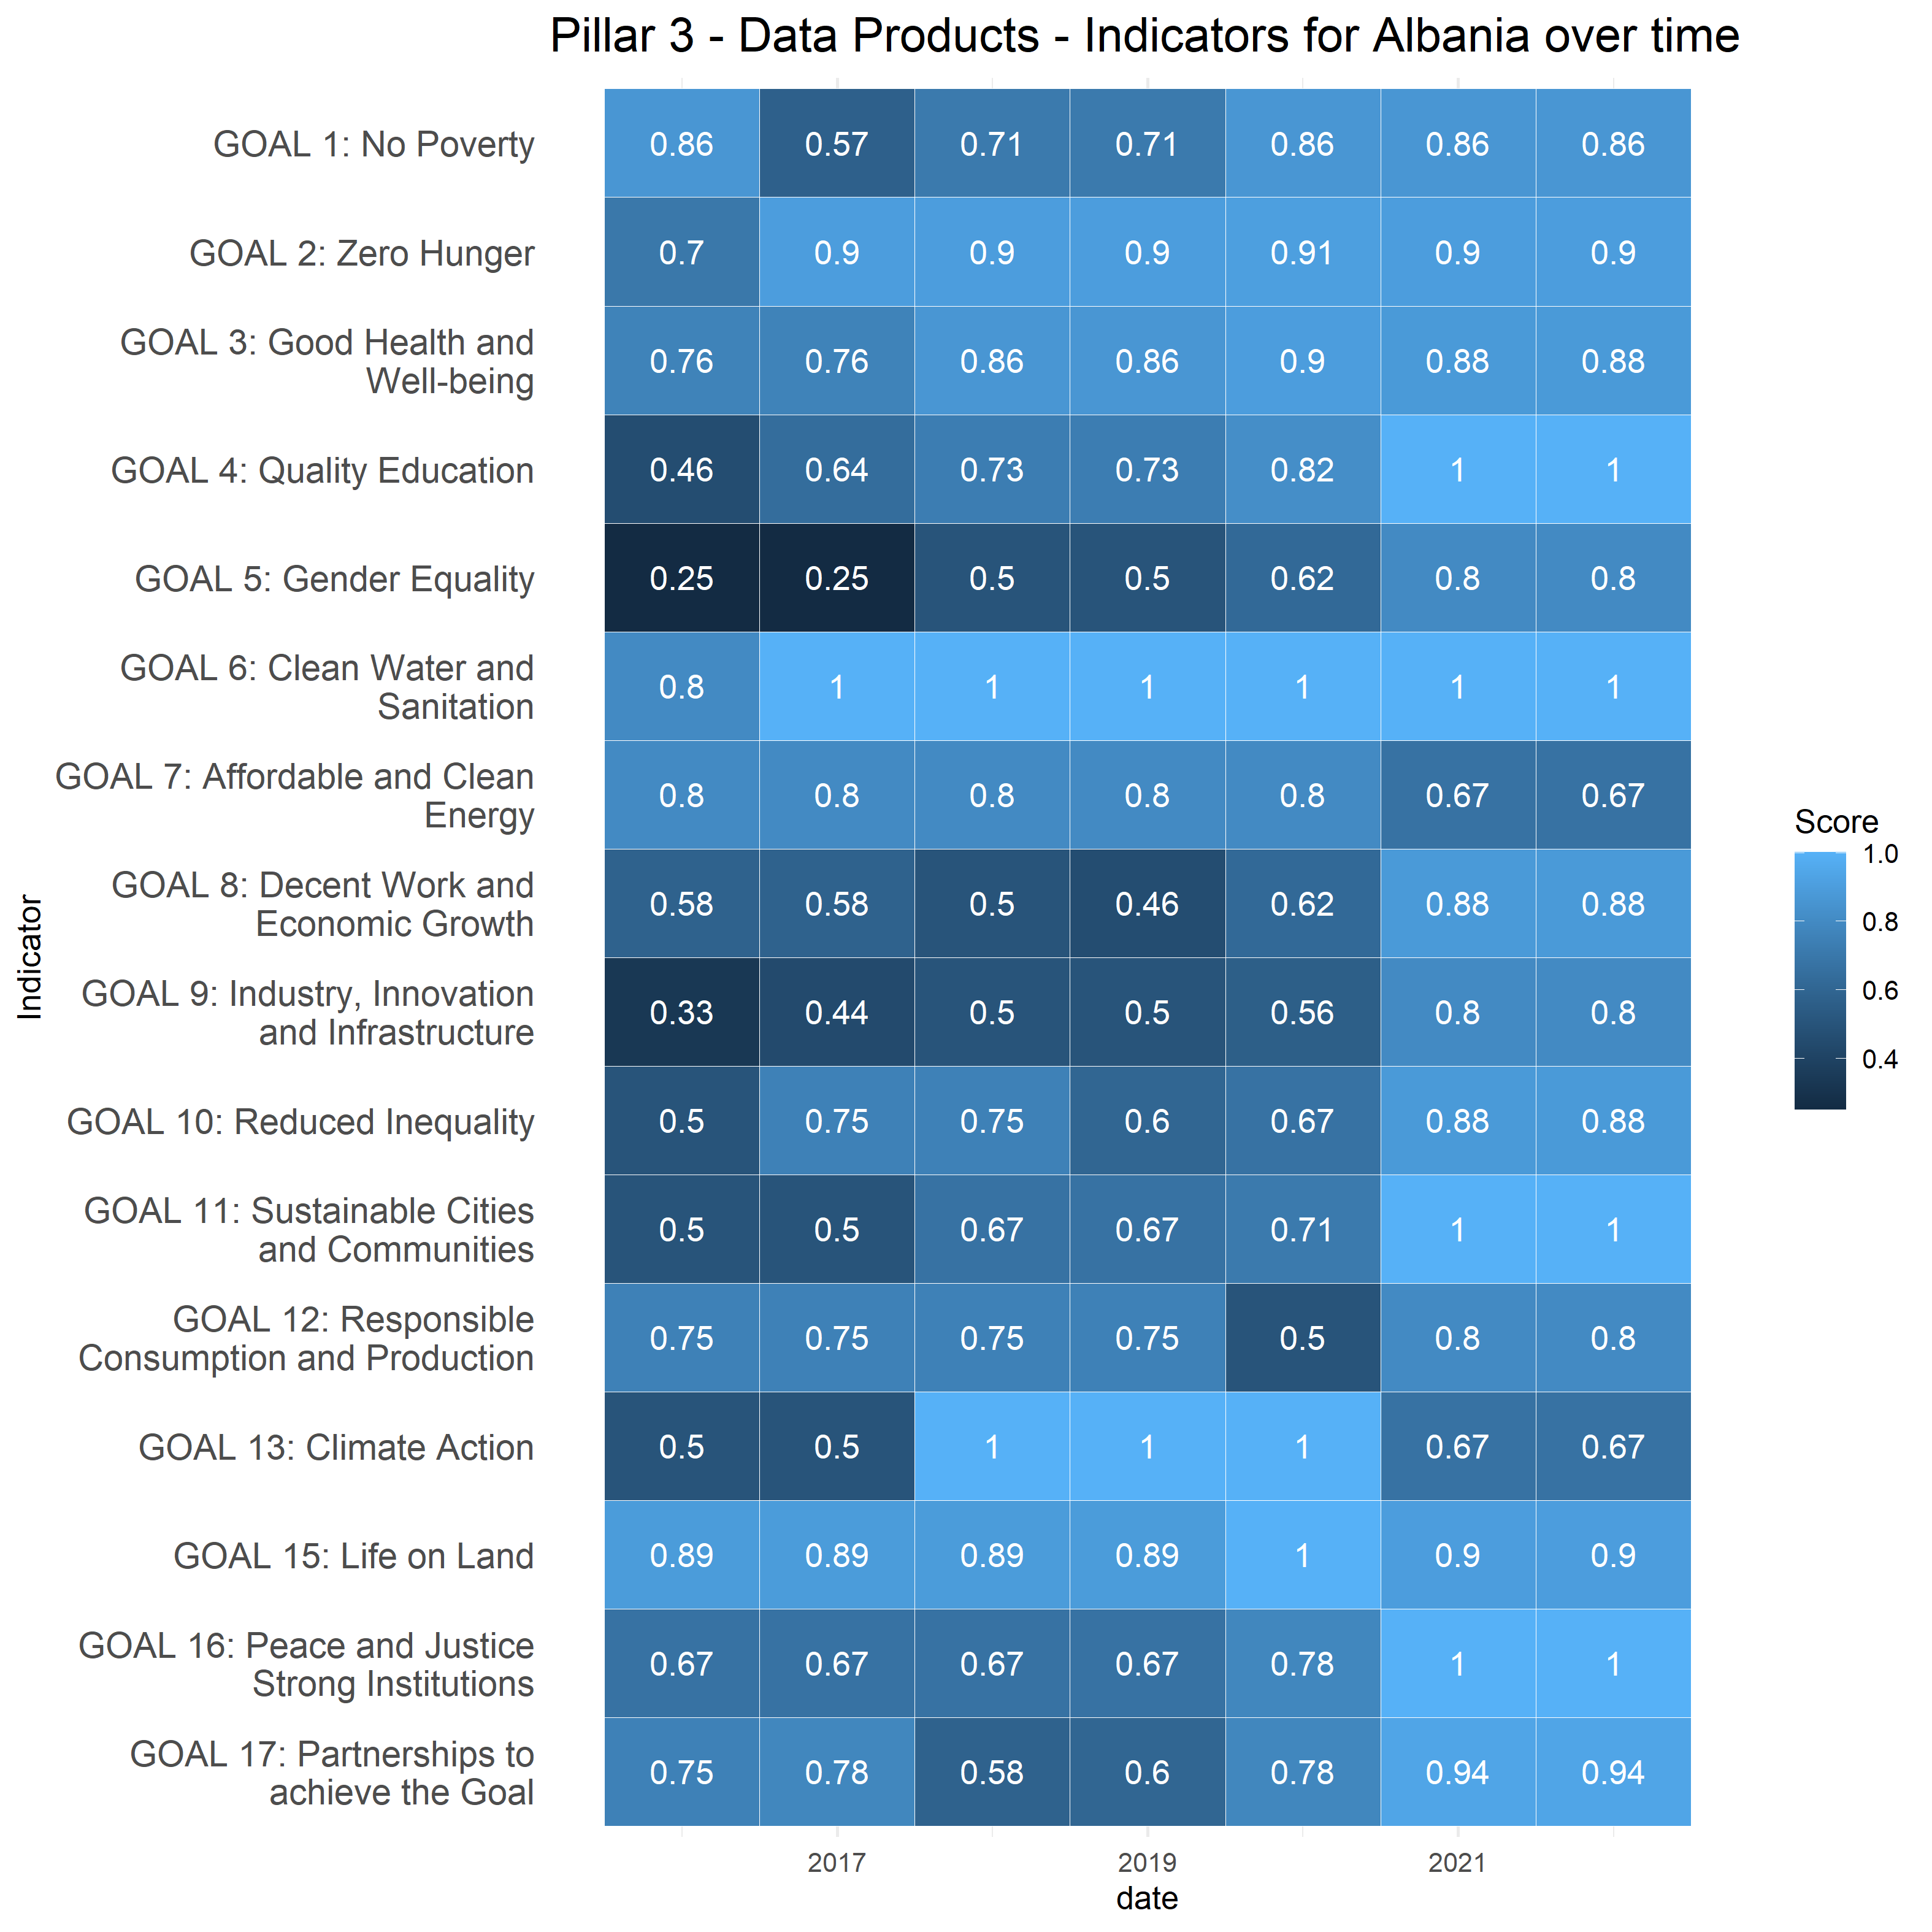 Pillar 3 - Data Products - Indicators for Albania over time
GOAL 1: No Poverty
0.86 0.57 0.71 0.71 0.86 0.86 0.86
GOAL 2: Zero Hunger
0.7 0.9 0.9 0.9 0.91 0.9 0.9
GOAL 3: Good Health and
Well-being
0.76 0.76 0.86 0.86 0.9 0.88 0.88
GOAL 4: Quality Education
0.46 0.64 0.73 0.73 0.82 1 1
GOAL 5: Gender Equality
0.25 0.25 0.5 0.5 0.62 0.8 0.8
GOAL 6: Clean Water and
Sanitation
0.8 1 1 1 1 1 1
GOAL 7: Affordable and Clean
Energy
0.8 0.8 0.8 0.8 0.8 0.67 0.67
GOAL 8: Decent Work and
Economic Growth
0.58 0.58 0.5 0.46 0.62 0.88 0.88
GOAL 9: Industry, Innovation
and Infrastructure
0.33 0.44 0.5 0.5 0.56 0.8 0.8
GOAL 10: Reduced Inequality
0.5 0.75 0.75 0.6 0.67 0.88 0.88
GOAL 11: Sustainable Cities
and Communities
0.5 0.5 0.67 0.67 0.71 1 1
GOAL 12: Responsible
Consumption and Production
0.75 0.75 0.75 0.75 0.5 0.8 0.8
GOAL 13: Climate Action
0.5 0.5 1 1 1 0.67 0.67
GOAL 15: Life on Land
0.89 0.89 0.89 0.89 1 0.9 0.9
GOAL 16: Peace and Justice
Strong Institutions
0.67 0.67 0.67 0.67 0.78 1 1
GOAL 17: Partnerships to
achieve the Goal
0.75 0.78 0.58 0.6 0.78 0.94 0.94
2017 2019 2021
date
Indicator
Score
1.0
0.8
0.6
0.4